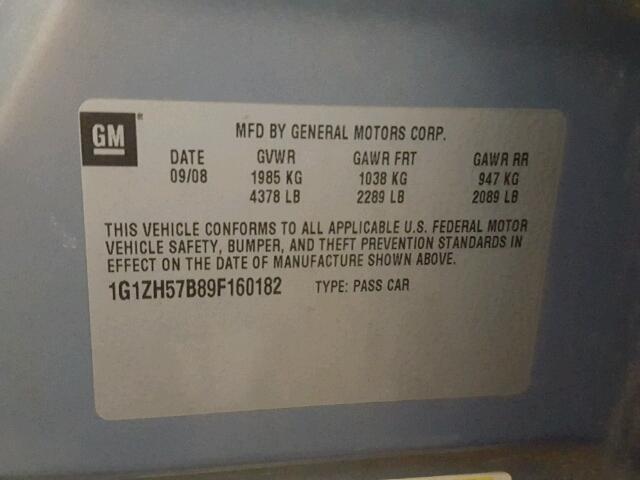 GM
MFD BY GENERAL MOTORS CORP.
DATE GVWR GAWR FRT GAWR RR
09/08 1985 KG 1038 KG 947 KG
4378 LB 2289 LB 2089 LB
THIS VEHICLE CONFORMS TO ALL APPLICABLE U.S. FEDERAL MOTOR
VEHICLE SAFETY, BUMPER, AND THEFT PREVENTION STANDARDS IN
EFFECT ON THE DATE OF MANUFACTURE SHOWN ABOVE.
1G1ZH57B89F160182 TYPE: PASS CAR